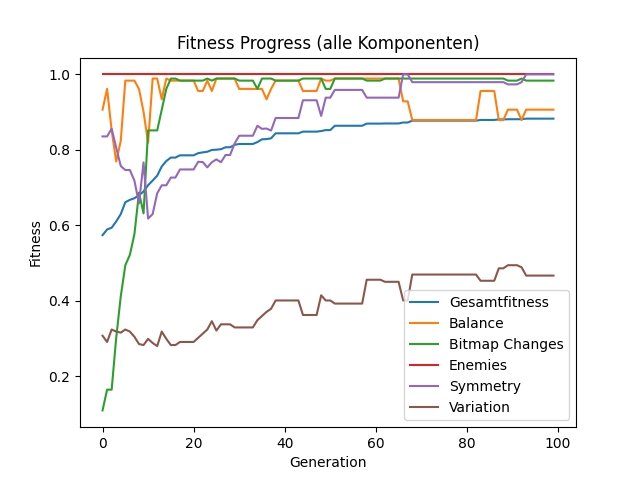 Fitness Progress (alle Komponenten)
Fitness
1.0
0.8
0.6
0.4
0.2
Gesamtfitness
Balance
Bitmap Changes
Enemies
Symmetry
Variation
0 20 40 60 80 100
Generation